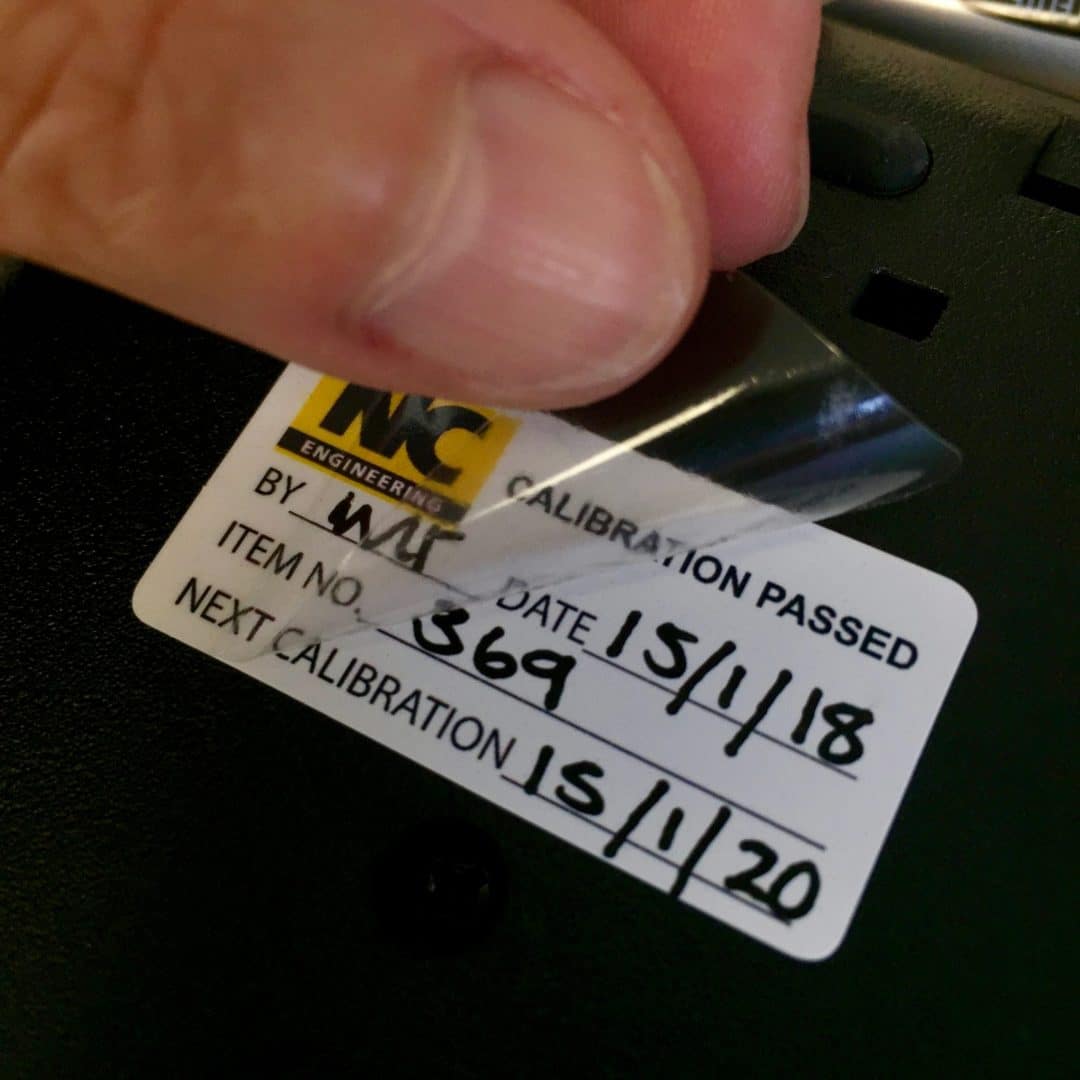 NC
ENGINEERING
CALIBRATION PASSED
BY DATE 15/1/18
ITEM NO. 369
NEXT CALIBRATION 15/1/20